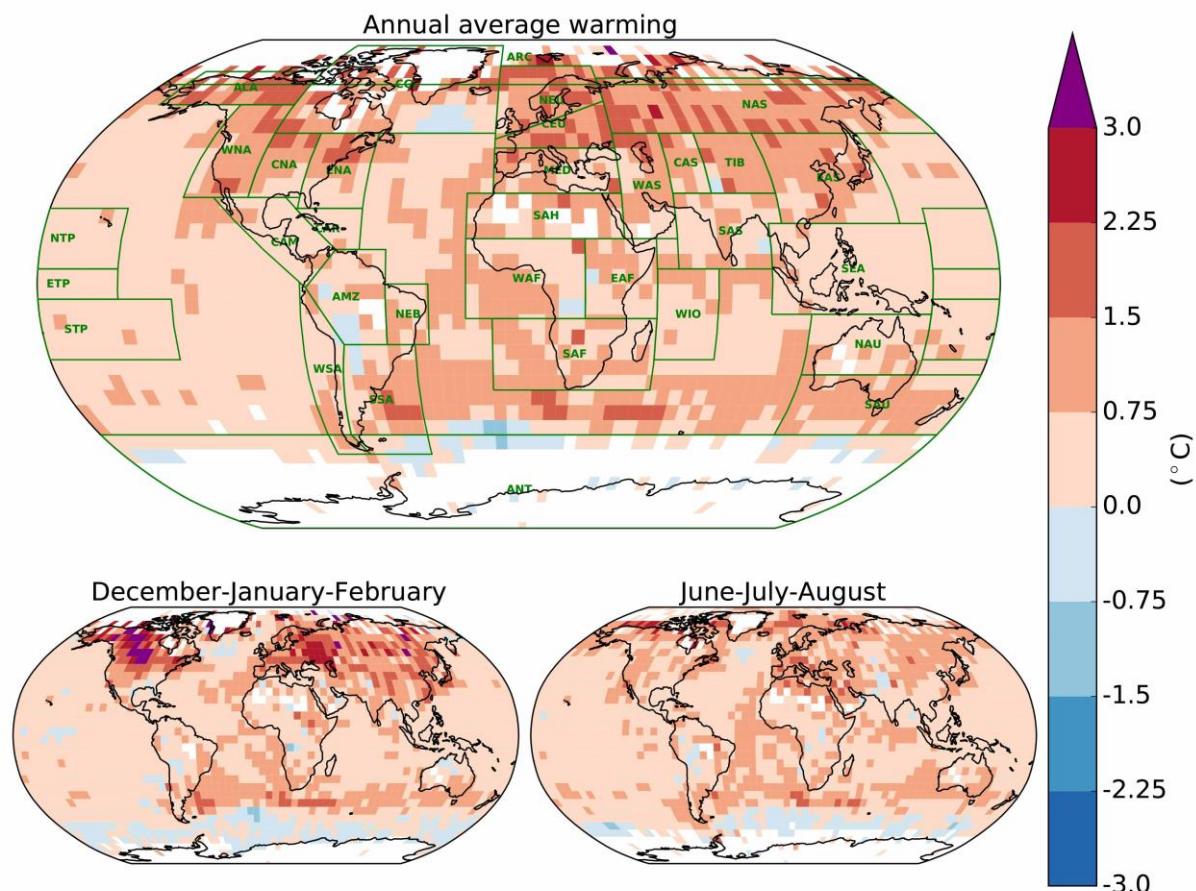 Annual average warming
ARC
ALA
CGI
NEU
NAS
CEU
WNA
CNA
ENA
MED
WAS
CAS
TIB
EAS
SAH
SAS
NTP
CAR
CAM
ETP
WAF
EAF
SEA
AMZ
NEB
WIO
STP
NAU
SAF
WSA
SSA
SAU
ANT
3.0
2.25
1.5
0.75
0.0
-0.75
-1.5
-2.25
-3.0
(°C)
December-January-February
June-July-August